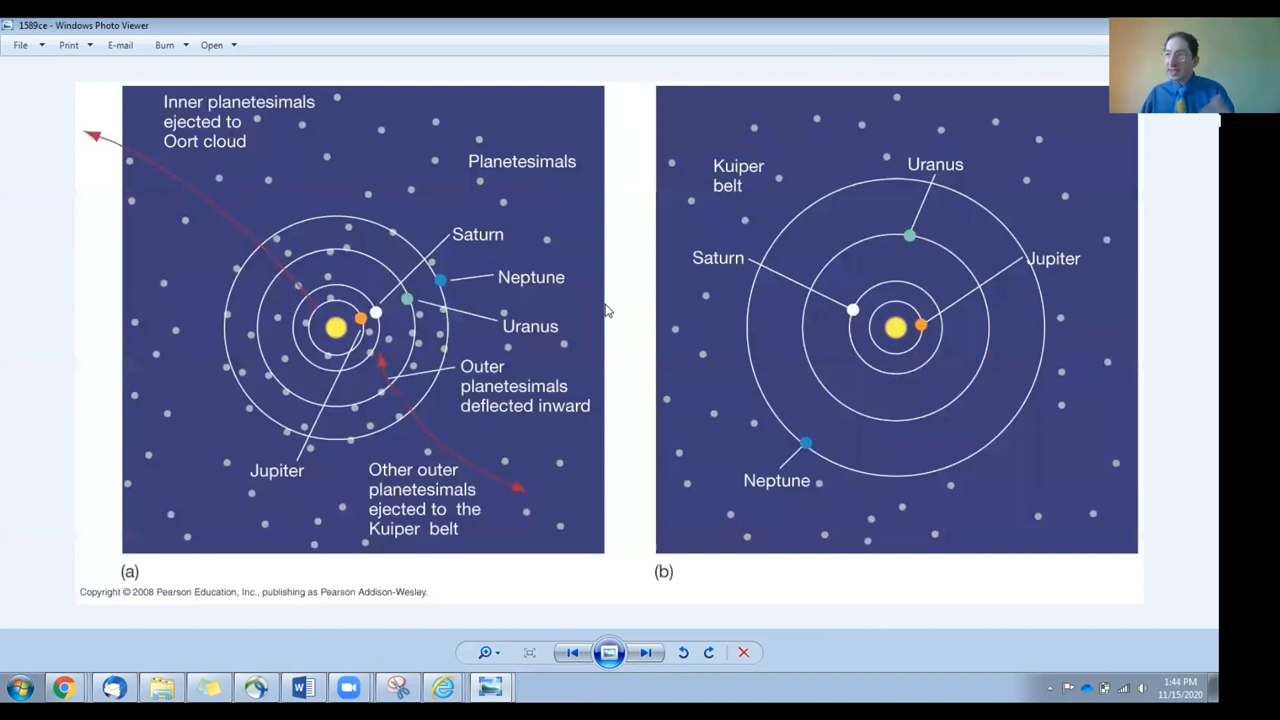 1589ce - Windows Photo Viewer
File Print E-mail Burn Open
Inner planetesimals
ejected to
Oort cloud
Planetesimals
Saturn
Neptune
Uranus
Outer
planetesimals
deflected inward
Jupiter
Other outer
planetesimals
ejected to the
Kuiper belt
(a)
Kuiper
belt
Uranus
Saturn
Jupiter
Neptune
(b)
Copyright © 2008 Pearson Education, Inc., publishing as Pearson Addison-Wesley.
1:44 PM
11/15/2020